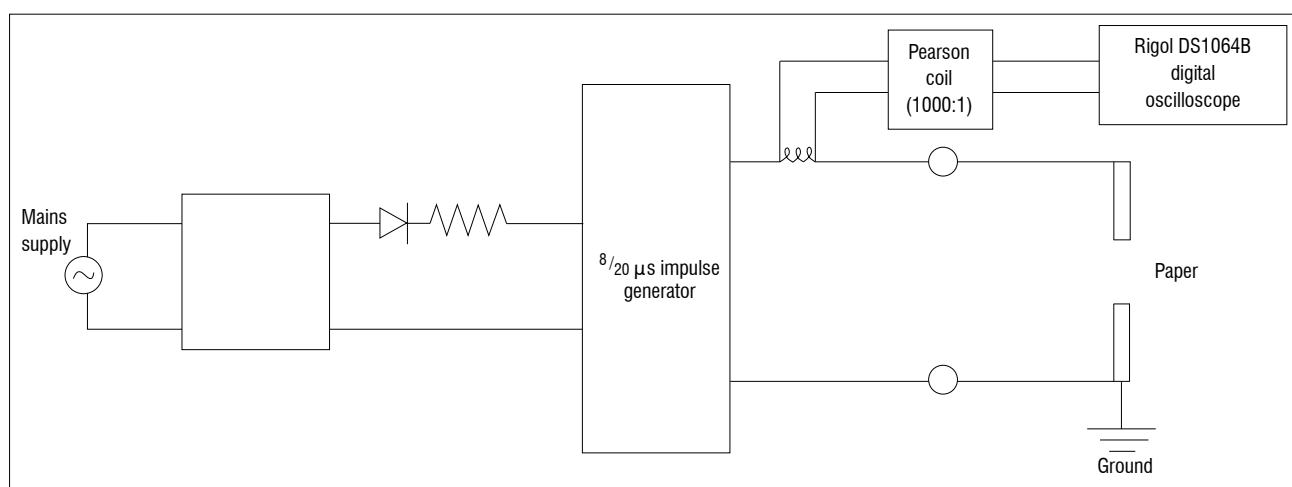 Mains
supply
8/20 μs impulse
generator
Pearson
coil
(1000:1)
Rigol DS1064B
digital
oscilloscope
Paper
Ground